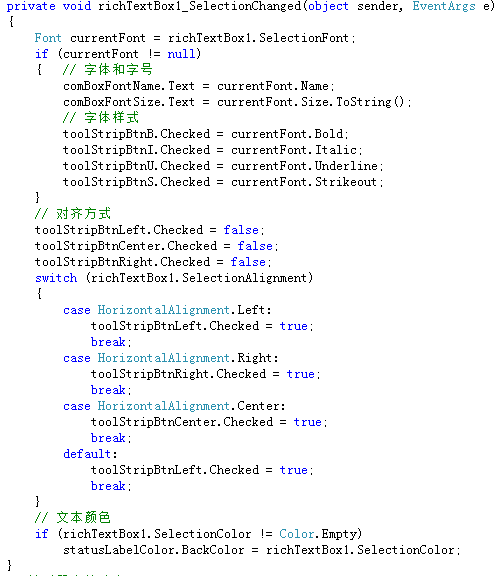 private void richTextBox1_SelectionChanged(object sender, EventArgs e)
{
    Font currentFont = richTextBox1.SelectionFont;
    if (currentFont != null)
    {   // 字体和字号
        comBoxFontName.Text = currentFont.Name;
        comBoxFontSize.Text = currentFont.Size.ToString();
        // 字体样式
        toolStripBtnB.Checked = currentFont.Bold;
        toolStripBtnI.Checked = currentFont.Italic;
        toolStripBtnU.Checked = currentFont.Underline;
        toolStripBtnS.Checked = currentFont.Strikeout;
    }
    // 对齐方式
    toolStripBtnLeft.Checked = false;
    toolStripBtnCenter.Checked = false;
    toolStripBtnRight.Checked = false;
    switch (richTextBox1.SelectionAlignment)
    {
        case HorizontalAlignment.Left:
            toolStripBtnLeft.Checked = true;
            break;
        case HorizontalAlignment.Right:
            toolStripBtnRight.Checked = true;
            break;
        case HorizontalAlignment.Center:
            toolStripBtnCenter.Checked = true;
            break;
        default:
            toolStripBtnLeft.Checked = true;
            break;
    }
    // 文本颜色
    if (richTextBox1.SelectionColor != Color.Empty)
        statusLabelColor.BackColor = richTextBox1.SelectionColor;
}